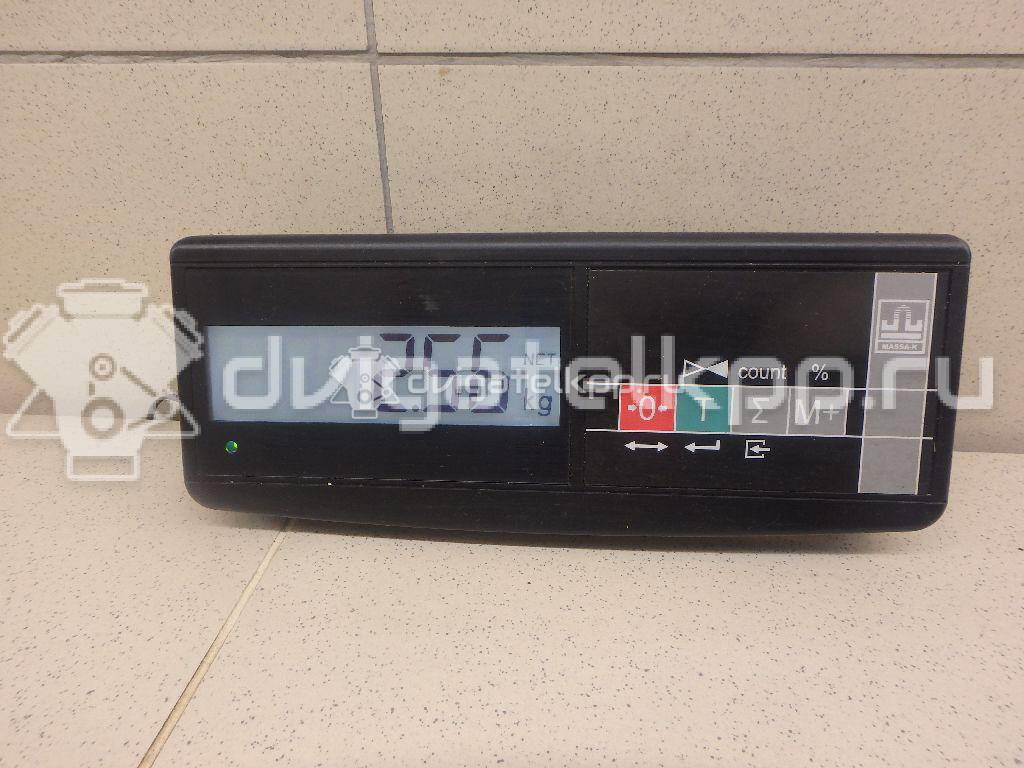 NET
kg
dvigatelkpp.ru
MASSA-K
count %
→0← T Σ M+